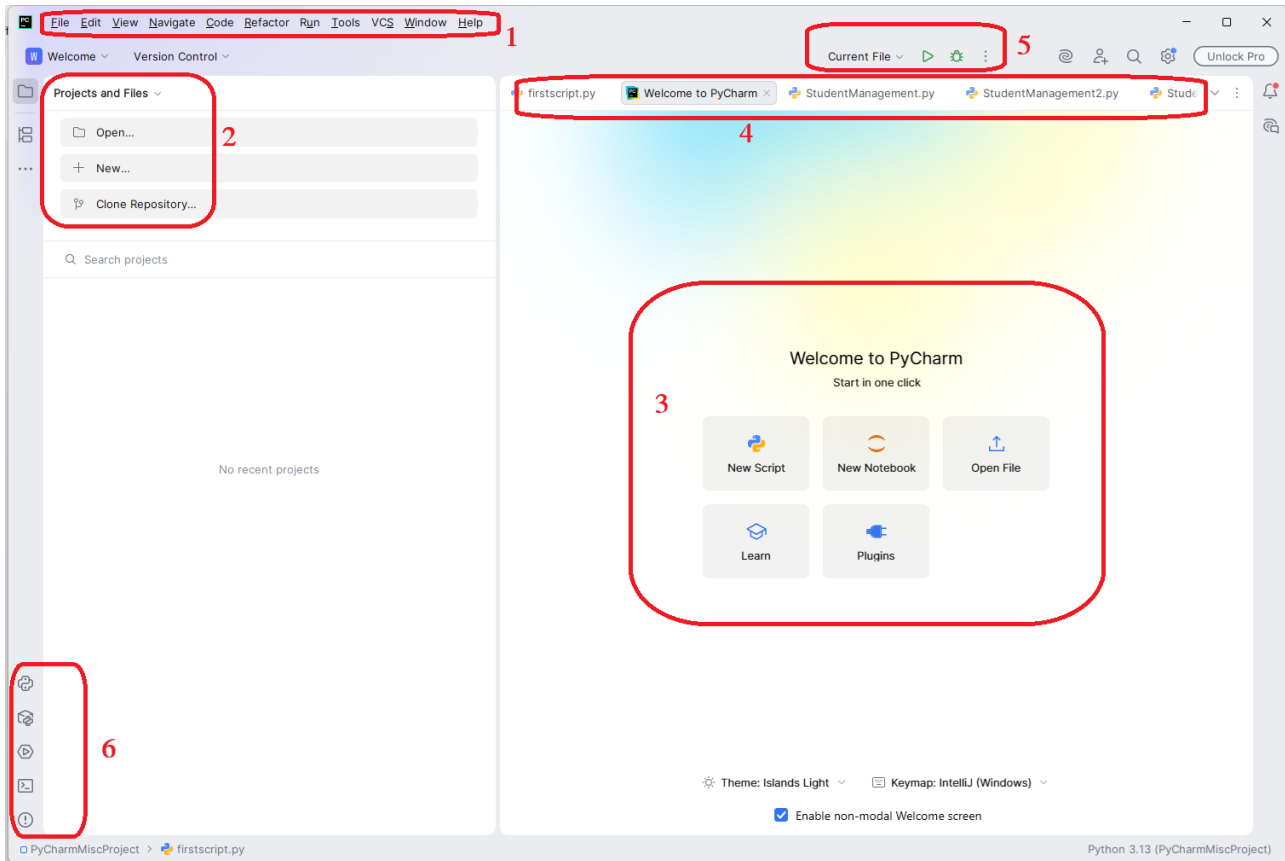 PC File Edit View Navigate Code Refactor Run Tools VCS Window Help
1
W Welcome Version Control
Current File
5
Unlock Pro
Projects and Files
firstscript.py Welcome to PyCharm StudentManagement.py StudentManagement2.py Stude
4
Open...
2
New...
Clone Repository...
Search projects
Welcome to PyCharm
Start in one click
3
New Script New Notebook Open File
No recent projects
Learn Plugins
6
Theme: Islands Light Keymap: IntelliJ (Windows)
Enable non-modal Welcome screen
PyCharmMiscProject > firstscript.py
Python 3.13 (PyCharmMiscProject)